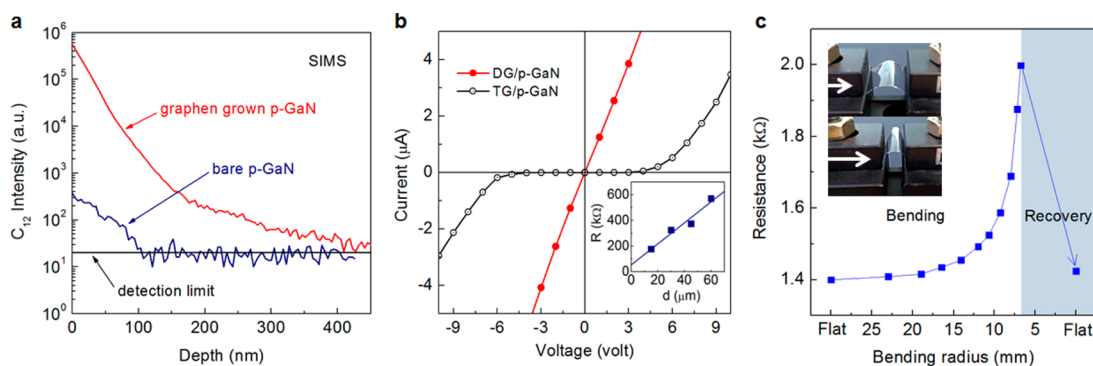 a
10^6
10^5
10^4
10^3
10^2
10^1
10^0
C_12 Intensity (a.u.)
SIMS
graphen grown p-GaN
bare p-GaN
detection limit
0 100 200 300 400
Depth (nm)
b
4
2
0
-2
-4
Current (μA)
DG/p-GaN
TG/p-GaN
600
400
200
0
R (kΩ)
0 20 40 60
d (μm)
-9 -6 -3 0 3 6 9
Voltage (volt)
c
2.0
1.8
1.6
1.4
Resistance (kΩ)
Bending
Recovery
Flat 25 20 15 10 5 Flat
Bending radius (mm)